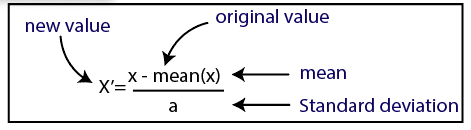 new value
original value
X'= x - mean(x)
a
mean
Standard deviation